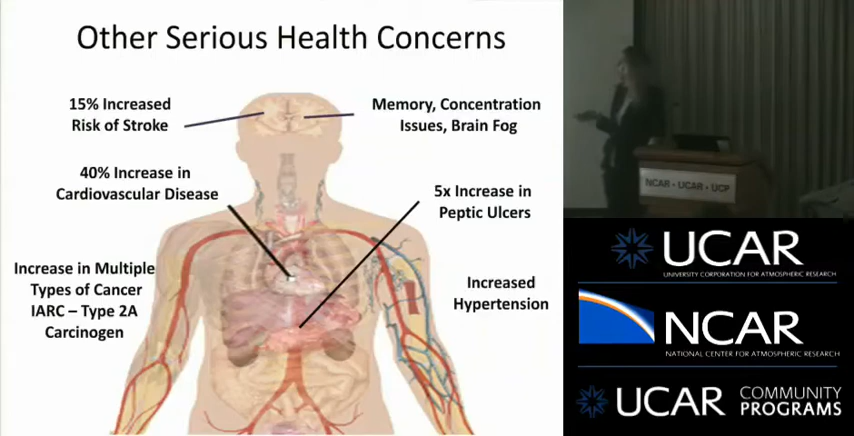 Other Serious Health Concerns
15% Increased
Risk of Stroke
Memory, Concentration
Issues, Brain Fog
40% Increase in
Cardiovascular Disease
5x Increase in
Peptic Ulcers
Increase in Multiple
Types of Cancer
IARC – Type 2A
Carcinogen
Increased
Hypertension
NCAR • UCAR • UCP
UCAR
UNIVERSITY CORPORATION FOR ATMOSPHERIC RESEARCH
NCAR
NATIONAL CENTER FOR ATMOSPHERIC RESEARCH
UCAR COMMUNITY
PROGRAMS